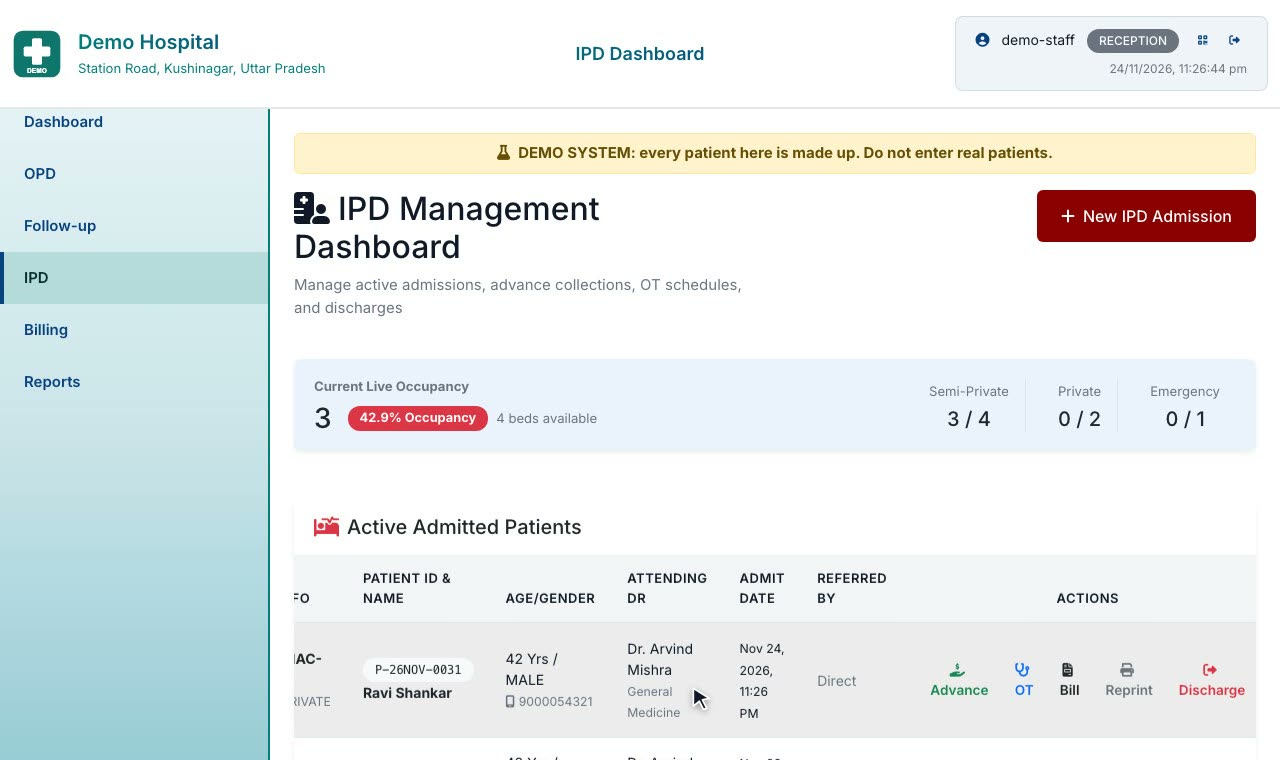 Demo Hospital
Station Road, Kushinagar, Uttar Pradesh
DEMO
IPD Dashboard
demo-staff RECEPTION
24/11/2026, 11:26:44 pm
Dashboard
OPD
Follow-up
IPD
Billing
Reports
DEMO SYSTEM: every patient here is made up. Do not enter real patients.
IPD Management
Dashboard
Manage active admissions, advance collections, OT schedules,
and discharges
+ New IPD Admission
Current Live Occupancy
3 42.9% Occupancy 4 beds available
Semi-Private Private Emergency
3 / 4 0 / 2 0 / 1
Active Admitted Patients
FO PATIENT ID & NAME AGE/GENDER ATTENDING DR ADMIT DATE REFERRED BY ACTIONS
AC-
RIVATE
P-26NOV-0031
Ravi Shankar
42 Yrs /
MALE
9000054321
Dr. Arvind
Mishra
General
Medicine
Nov 24,
2026,
11:26
PM
Direct
Advance OT Bill Reprint Discharge